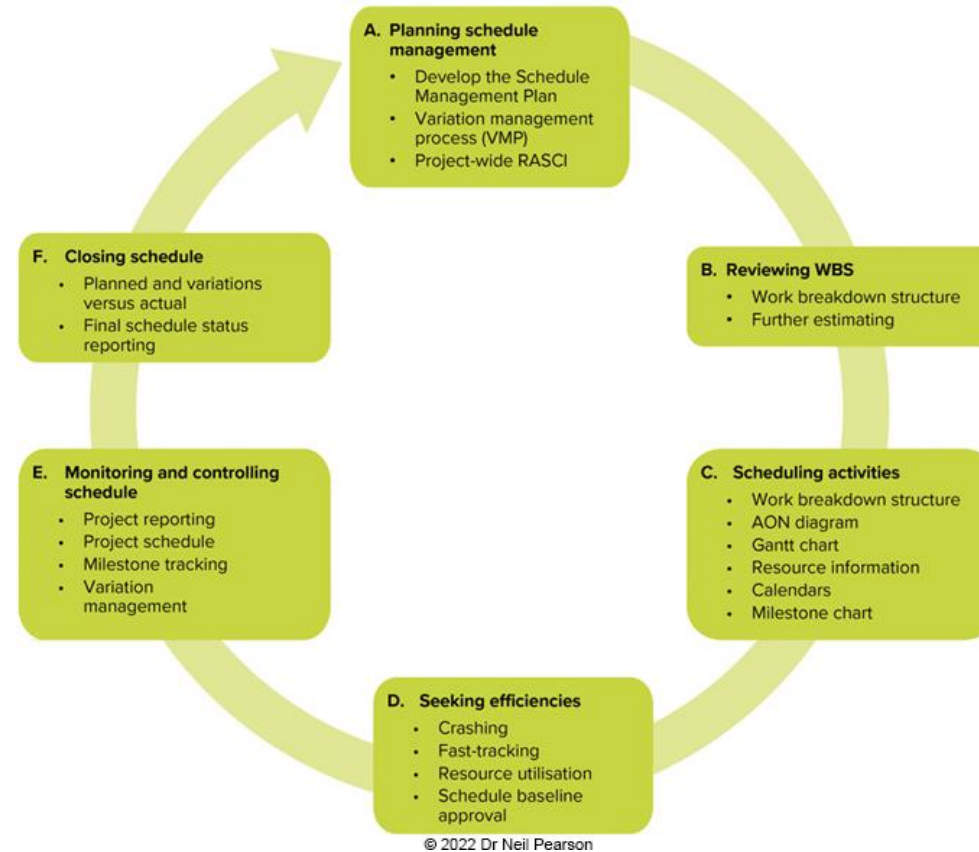 A. Planning schedule
management
• Develop the Schedule
Management Plan
• Variation management
process (VMP)
• Project-wide RASCI
B. Reviewing WBS
• Work breakdown structure
• Further estimating
C. Scheduling activities
• Work breakdown structure
• AON diagram
• Gantt chart
• Resource information
• Calendars
• Milestone chart
D. Seeking efficiencies
• Crashing
• Fast-tracking
• Resource utilisation
• Schedule baseline
approval
E. Monitoring and controlling
schedule
• Project reporting
• Project schedule
• Milestone tracking
• Variation
management
F. Closing schedule
• Planned and variations
versus actual
• Final schedule status
reporting
© 2022 Dr Neil Pearson